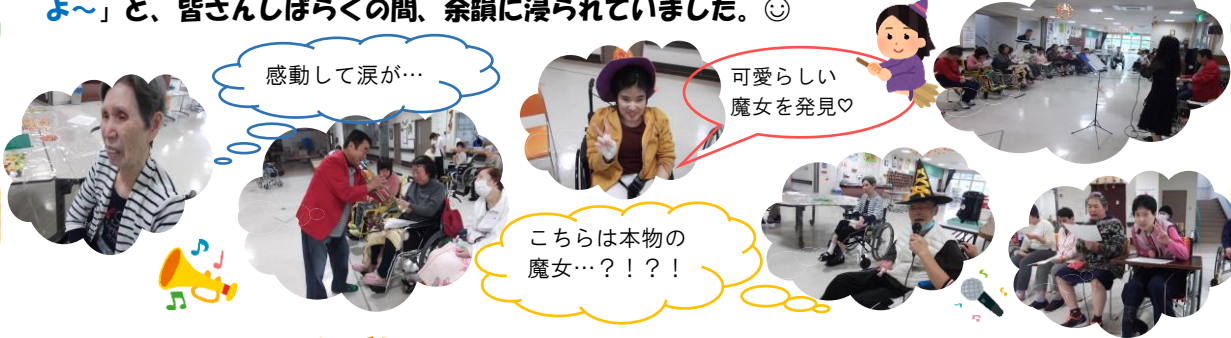 よ~」と、皆さんしばらくの間、余韻に浸られていました。☺
感動して涙が…
可愛らしい
魔女を発見♡
こちらは本物の
魔女…?!?!